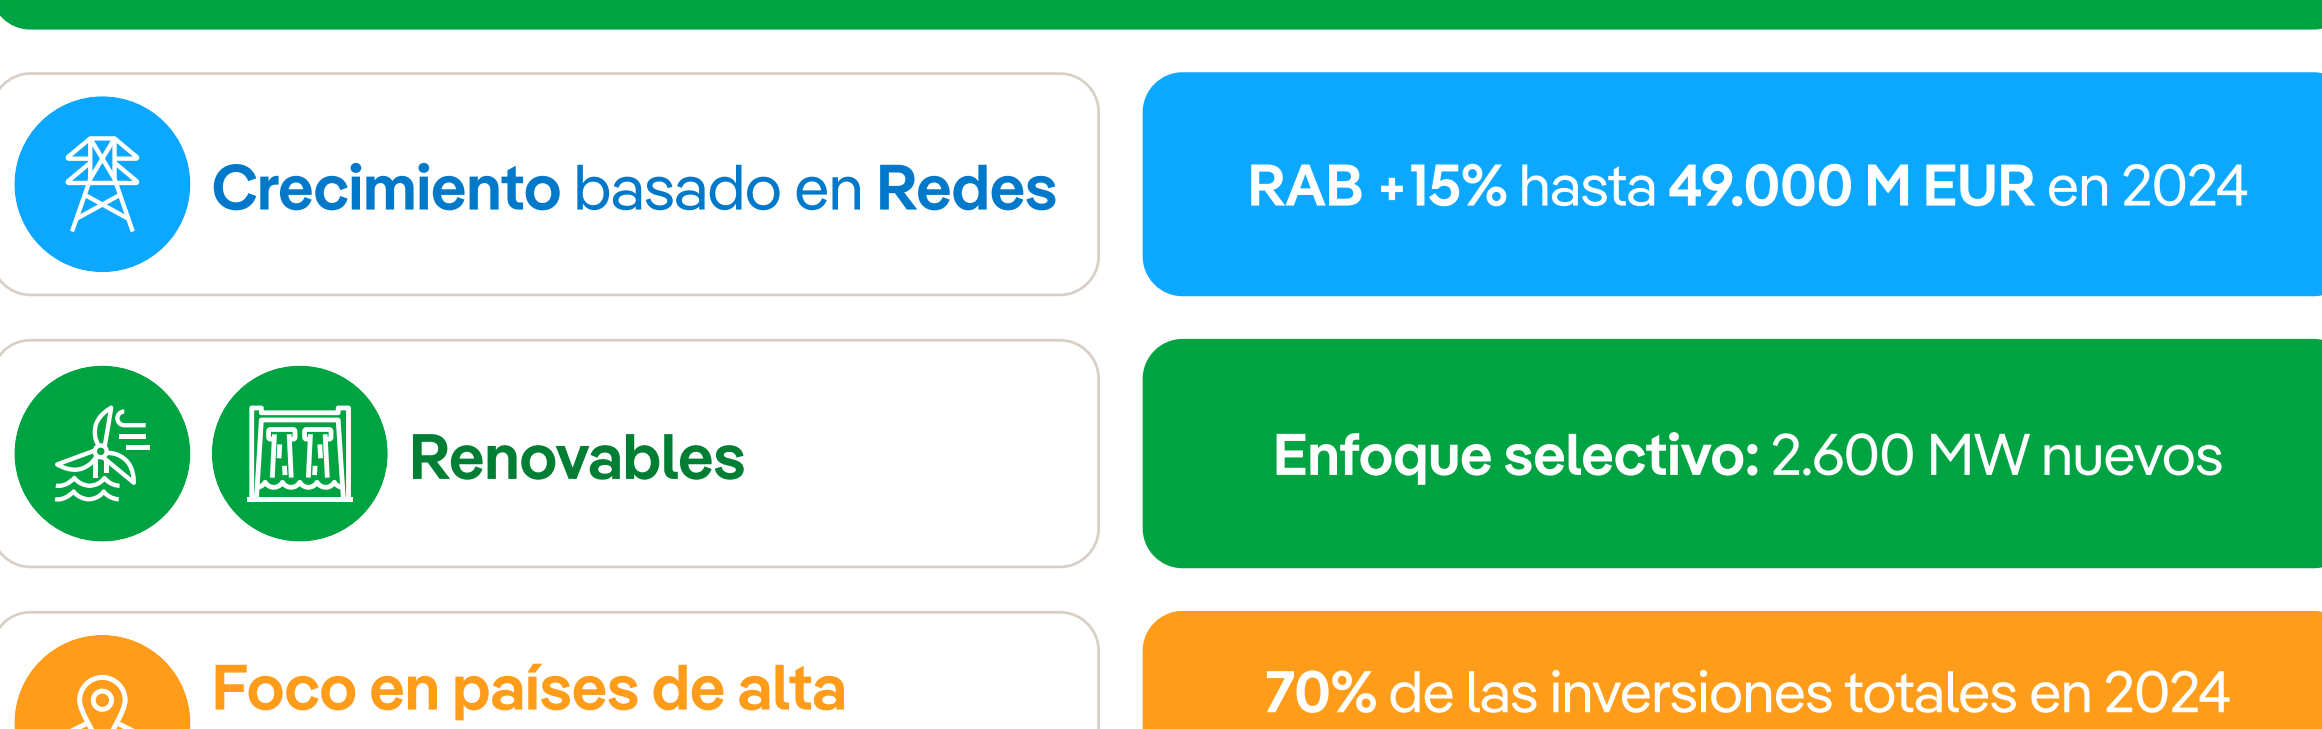 Crecimiento basado en Redes
RAB +15% hasta 49.000 M EUR en 2024
Renovables
Enfoque selectivo: 2.600 MW nuevos
Foco en países de alta
70% de las inversiones totales en 2024